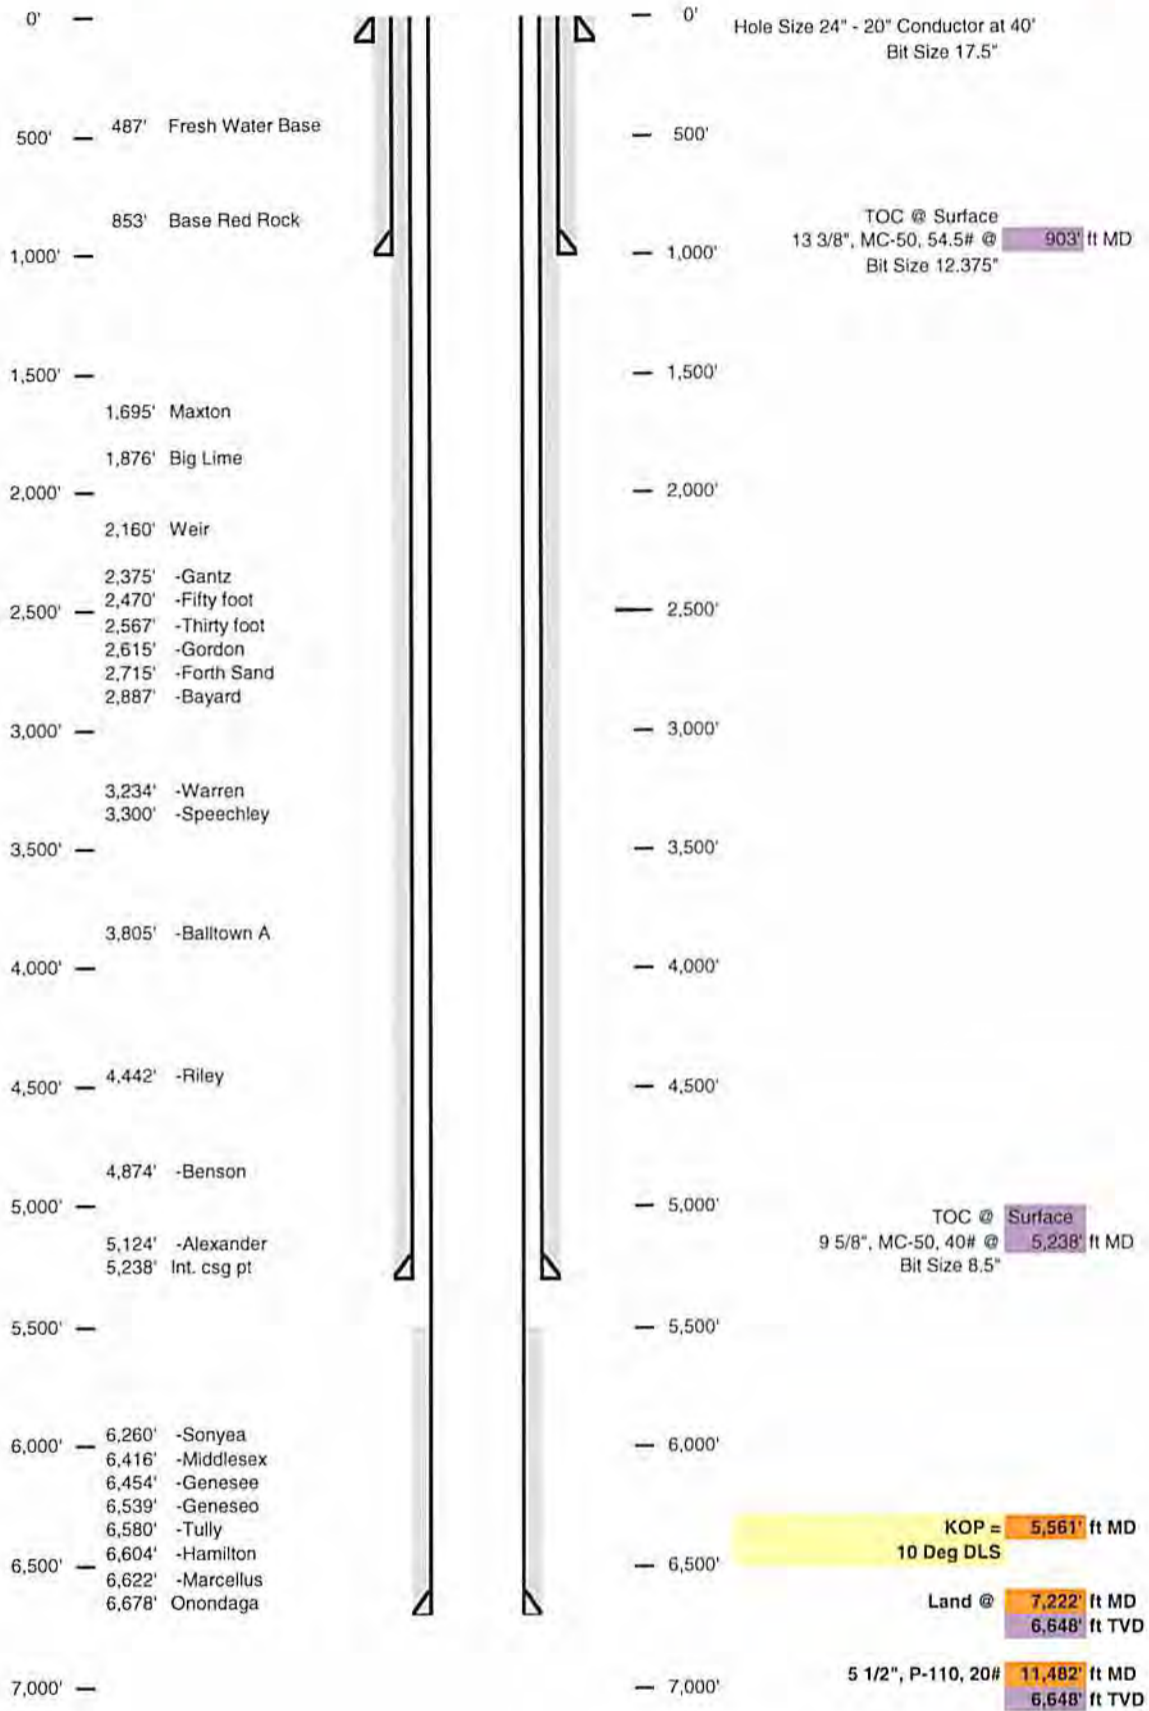 0'
0'
Hole Size 24" - 20" Conductor at 40'
Bit Size 17.5"
487' Fresh Water Base
500'
500'
853' Base Red Rock
TOC @ Surface
13 3/8", MC-50, 54.5# @ 903' ft MD
1,000'
1,000'
Bit Size 12.375"
1,500'
1,500'
1,695' Maxton
1,876' Big Lime
2,000'
2,000'
2,160' Weir
2,375' -Gantz
2,470' -Fifty foot
2,500'
2,500'
2,567' -Thirty foot
2,615' -Gordon
2,715' -Forth Sand
2,887' -Bayard
3,000'
3,000'
3,234' -Warren
3,300' -Speechley
3,500'
3,500'
3,805' -Balltown A
4,000'
4,000'
4,442' -Riley
4,500'
4,500'
4,874' -Benson
5,000'
5,000'
TOC @ Surface
5,124' -Alexander
9 5/8", MC-50, 40# @ 5,238' ft MD
5,238' Int. csg pt
Bit Size 8.5"
5,500'
5,500'
6,260' -Sonyea
6,000'
6,000'
6,416' -Middlesex
6,454' -Genesee
6,539' -Geneseo
6,580' -Tully
KOP = 5,561' ft MD
6,604' -Hamilton
10 Deg DLS
6,500'
6,500'
6,622' -Marcellus
6,678' Onondaga
Land @ 7,222' ft MD
6,648' ft TVD
5 1/2", P-110, 20# 11,482' ft MD
7,000'
7,000'
6,648' ft TVD